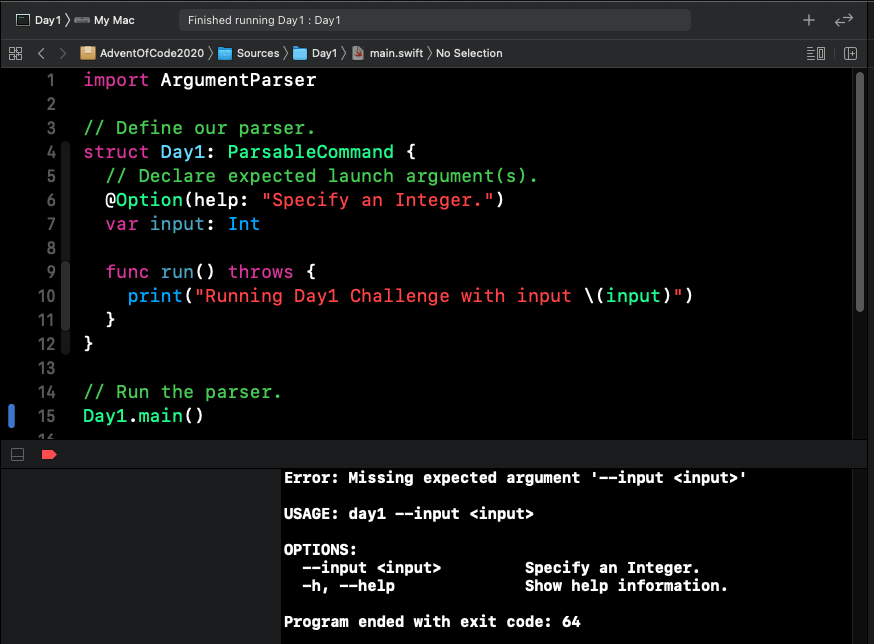 Day1 〉 My Mac
Finished running Day1 : Day1
AdventOfCode2020 〉 Sources 〉 Day1 〉 main.swift 〉 No Selection
1 import ArgumentParser
2
3 // Define our parser.
4 struct Day1: ParsableCommand {
5 // Declare expected launch argument(s).
6 @Option(help: "Specify an Integer.")
7 var input: Int
8
9 func run() throws {
10 print("Running Day1 Challenge with input \(input)")
11 }
12 }
13
14 // Run the parser.
15 Day1.main()
16
Error: Missing expected argument '--input <input>'
USAGE: day1 --input <input>
OPTIONS:
--input <input> Specify an Integer.
-h, --help Show help information.
Program ended with exit code: 64